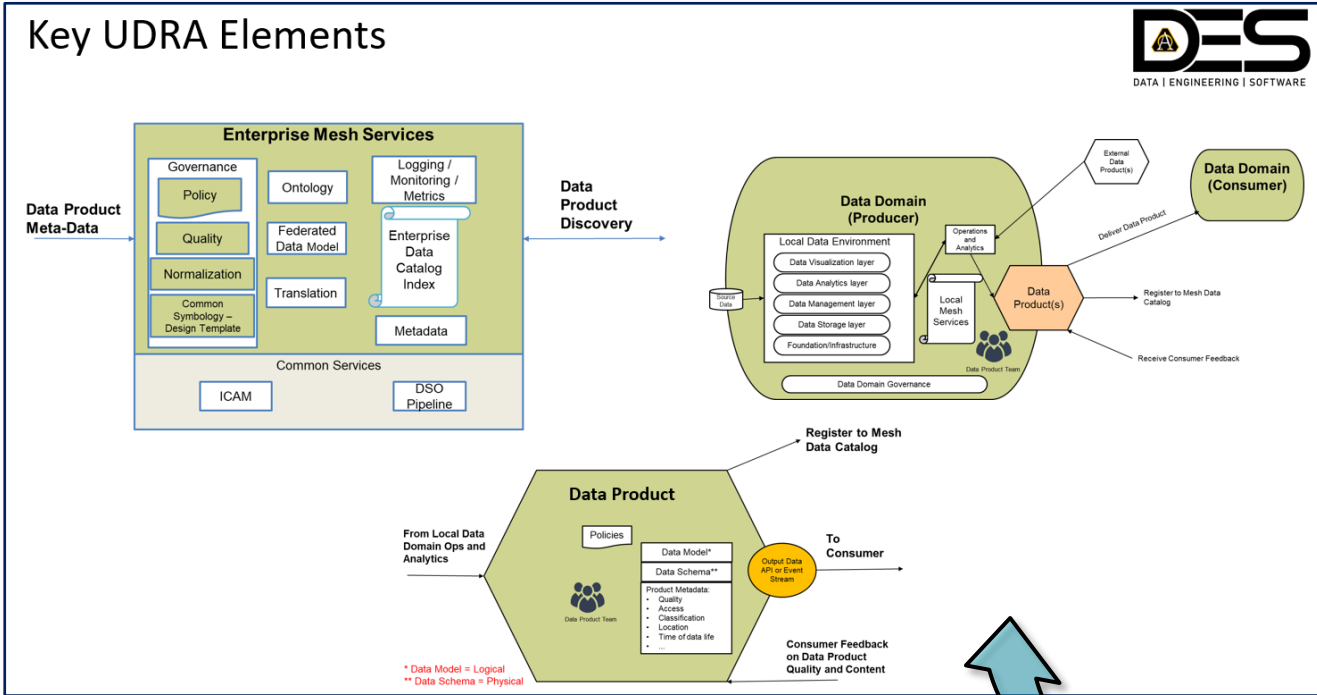 Key UDRA Elements
DES
DATA | ENGINEERING | SOFTWARE
Enterprise Mesh Services
Governance
Policy
Quality
Normalization
Common
Symbology –
Design Template
Ontology
Federated
Data Model
Translation
Logging /
Monitoring /
Metrics
Enterprise
Data
Catalog
Index
Metadata
Common Services
ICAM
DSO
Pipeline
Data Product
Meta-Data
Data
Product
Discovery
Data Domain
(Producer)
Local Data Environment
Data Visualization layer
Data Analytics layer
Data Management layer
Data Storage layer
Foundation/Infrastructure
Source
Data
Operations
and
Analytics
Local
Mesh
Services
Data Product Team
Data Domain Governance
External
Data
Product(s)
Data Domain
(Consumer)
Deliver Data Product
Data
Product(s)
Register to Mesh Data
Catalog
Receive Consumer Feedback
Data Product
From Local Data
Domain Ops and
Analytics
Policies
Data Product Team
Data Model*
Data Schema**
Product Metadata:
• Quality
• Access
• Classification
• Location
• Time of data life
• ...
Output Data
API or Event
Stream
Register to Mesh
Data Catalog
To
Consumer
Consumer Feedback
on Data Product
Quality and Content
* Data Model = Logical
** Data Schema = Physical